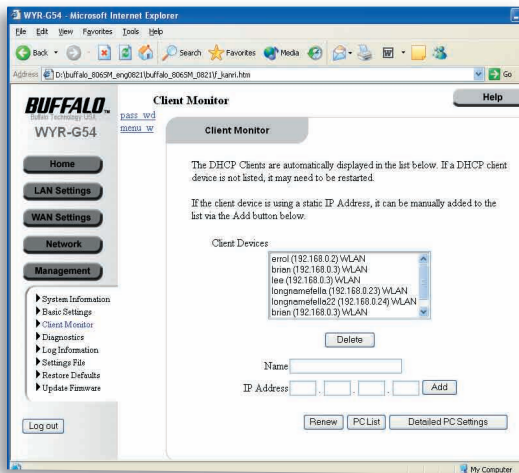 WYR-G54 - Microsoft Internet Explorer
File Edit View Favorites Tools Help
Back Search Favorites Media
Address D:\buffalo_8065M_eng0821\buffalo_8065M_0821\f_kanri.htm Go
BUFFALO
Buffalo Technology USA
WYR-G54
Home
LAN Settings
WAN Settings
Network
Management
System Information
Basic Settings
Client Monitor
Diagnostics
Log Information
Settings File
Restore Defaults
Update Firmware
Log out
pass_wd
menu_w
Client Monitor
Help
Client Monitor
The DHCP Clients are automatically displayed in the list below. If a DHCP client
device is not listed, it may need to be restarted.
If the client device is using a static IP Address, it can be manually added to the
list via the Add button below.
Client Devices
errol (192.168.0.2) WLAN
brian (192.168.0.3) WLAN
lee (192.168.0.3) WLAN
longnamefella (192.168.0.23) WLAN
longnamefella22 (192.168.0.24) WLAN
brian (192.168.0.3) WLAN
Delete
Name
IP Address . . . Add
Renew PC List Detailed PC Settings
My Computer